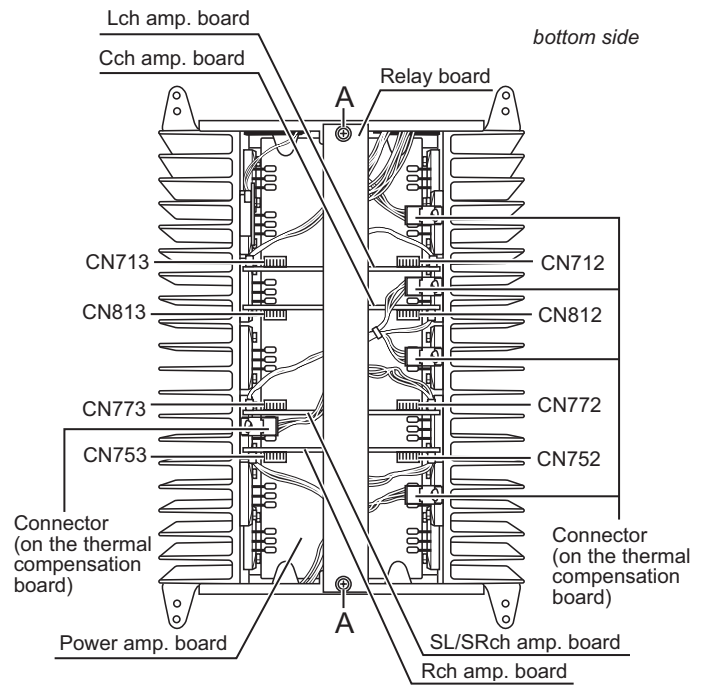 Lch amp. board
bottom side
Cch amp. board
Relay board
A
CN713
CN712
CN813
CN812
CN773
CN772
CN753
CN752
Connector
(on the thermal
compensation
board)
Connector
(on the thermal
compensation
board)
A
Power amp. board
SL/SRch amp. board
Rch amp. board